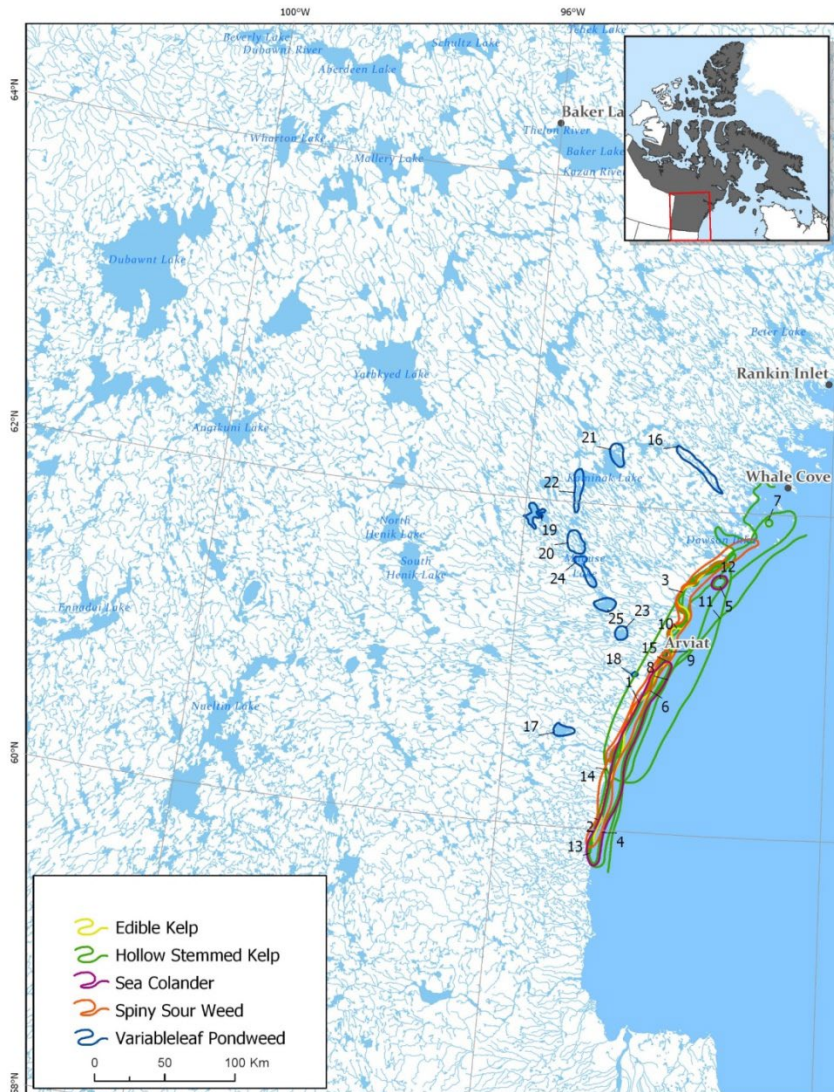 100°W
96°W
Beverly Lake
Dubawnt River
Schultz Lake
Tebek Lake
Aberdeen Lake
64°N
Baker La
Thelon River
Wharton Lake
Baker Lake
Mallery Lake
Kazan River
Dubawnt Lake
Peter Lake
Yathkyed Lake
Rankin Inlet
62°N
Angikuni Lake
21
16
22
Kaminak Lake
Whale Cove
7
19
North
Henik Lake
20
Dawson Inlet
24
South
Henik Lake
Lake
3
12
Ennadai Lake
11
5
25
23
10
Arviat
15
9
18
8
1
6
Nueltin Lake
17
60°N
14
2
4
13
Edible Kelp
Hollow Stemmed Kelp
Sea Colander
Spiny Sour Weed
Variableleaf Pondweed
0 50 100 Km
58°N